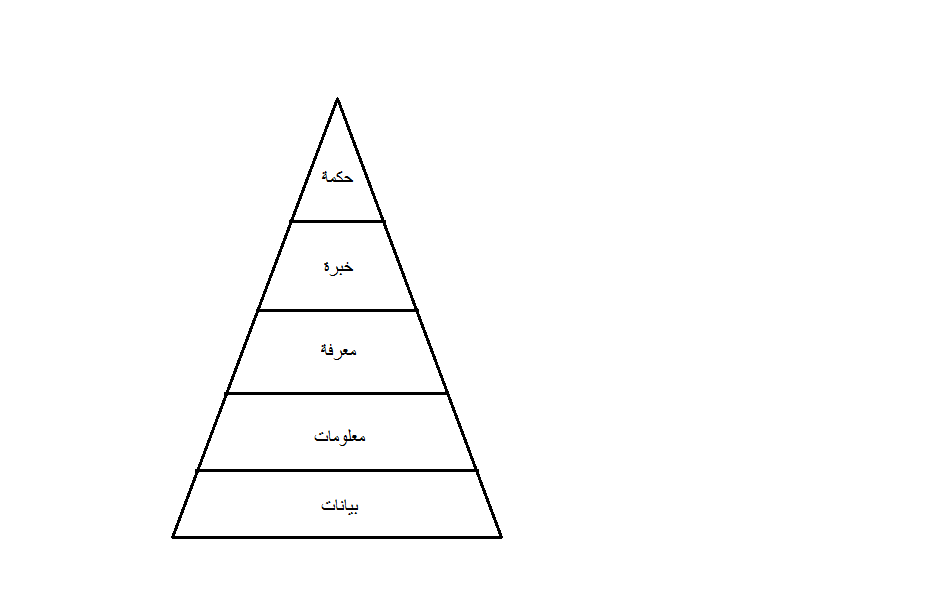 حكمة
خبرة
معرفة
معلومات
بيانات